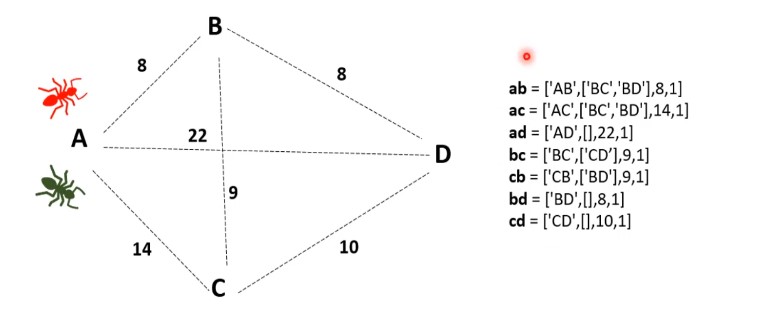 B
8
8
A
22
D
9
14
10
C
ab = ['AB',['BC','BD'],8,1]
ac = ['AC',['BC','BD'],14,1]
ad = ['AD',[],22,1]
bc = ['BC',['CD’],9,1]
cb = ['CB',['BD'],9,1]
bd = ['BD',[],8,1]
cd = ['CD',[],10,1]